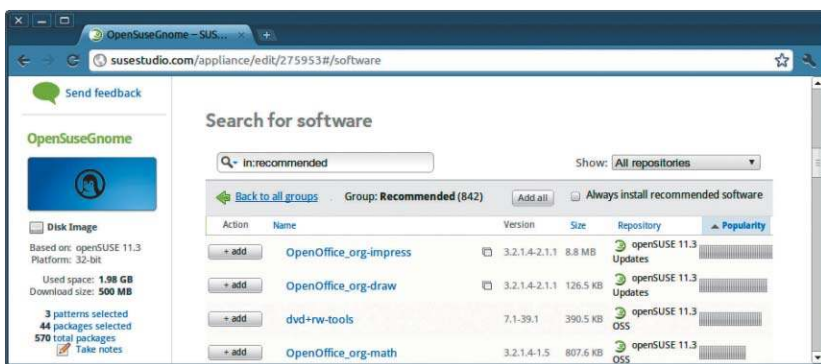 OpenSuseGnome – SUS...
susestudio.com/appliance/edit/275953#/software
Send feedback
OpenSuseGnome
Disk Image
Based on: openSUSE 11.3
Platform: 32-bit
Used space: 1.98 GB
Download size: 500 MB
3 patterns selected
44 packages selected
570 total packages
Take notes
Search for software
in:recommended
Show: All repositories
Back to all groups Group: Recommended (842) Add all Always install recommended software
Action Name Version Size Repository Popularity
+ add OpenOffice_org-impress 3.2.1.4-2.1.1 8.8 MB openSUSE 11.3 Updates
+ add OpenOffice_org-draw 3.2.1.4-2.1.1 126.5 KB openSUSE 11.3 Updates
+ add dvd+rw-tools 7.1-39.1 390.5 KB openSUSE 11.3 OSS
+ add OpenOffice_org-math 3.2.1.4-1.5 807.6 KB openSUSE 11.3 OSS